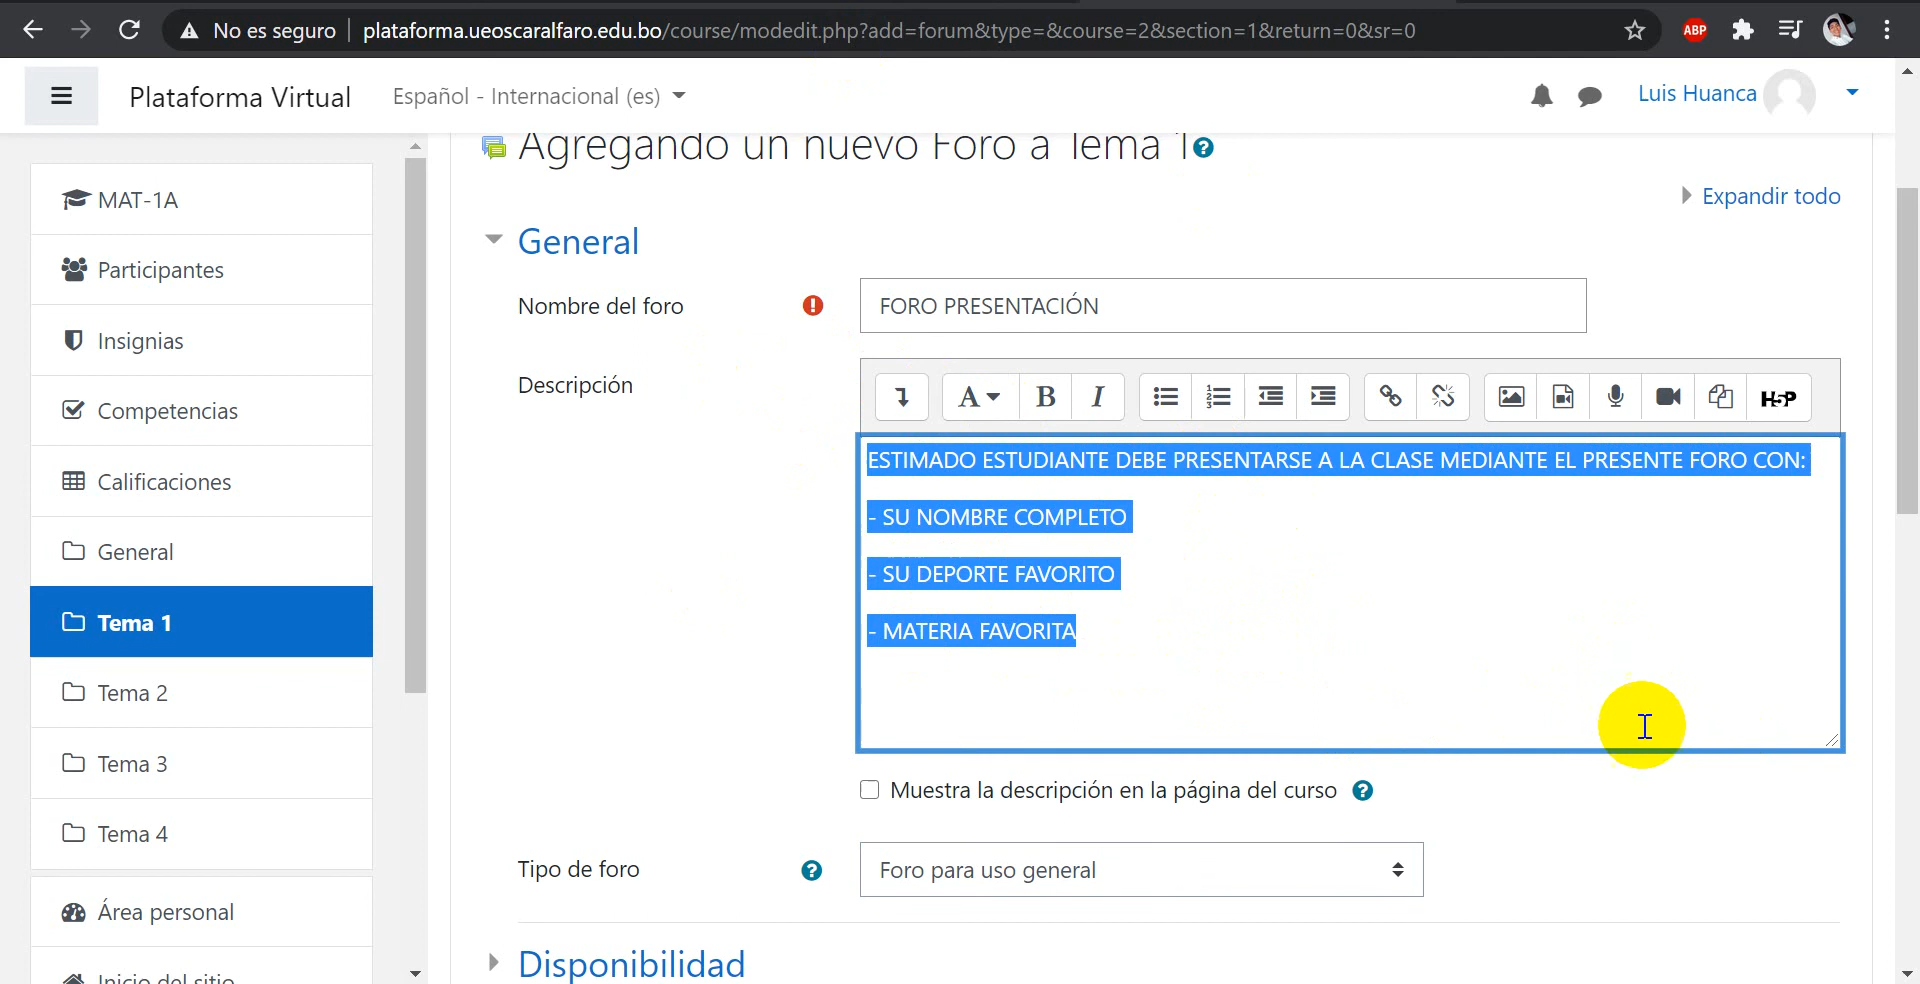 No es seguro
plataforma.ueoscaralfaro.edu.bo/course/modedit.php?add=forum&type=&course=2&section=1&return=0&sr=0
ABP
Plataforma Virtual
Español - Internacional (es)
Luis Huanca
MAT-1A
Participantes
Insignias
Competencias
Calificaciones
General
Tema 1
Tema 2
Tema 3
Tema 4
Área personal
Inicio del sitio
Agregando un nuevo Foro a Tema 1
Expandir todo
General
Nombre del foro
FORO PRESENTACIÓN
Descripción
A B I
H5P
ESTIMADO ESTUDIANTE DEBE PRESENTARSE A LA CLASE MEDIANTE EL PRESENTE FORO CON:
- SU NOMBRE COMPLETO
- SU DEPORTE FAVORITO
- MATERIA FAVORITA
Muestra la descripción en la página del curso
Tipo de foro
Foro para uso general
Disponibilidad